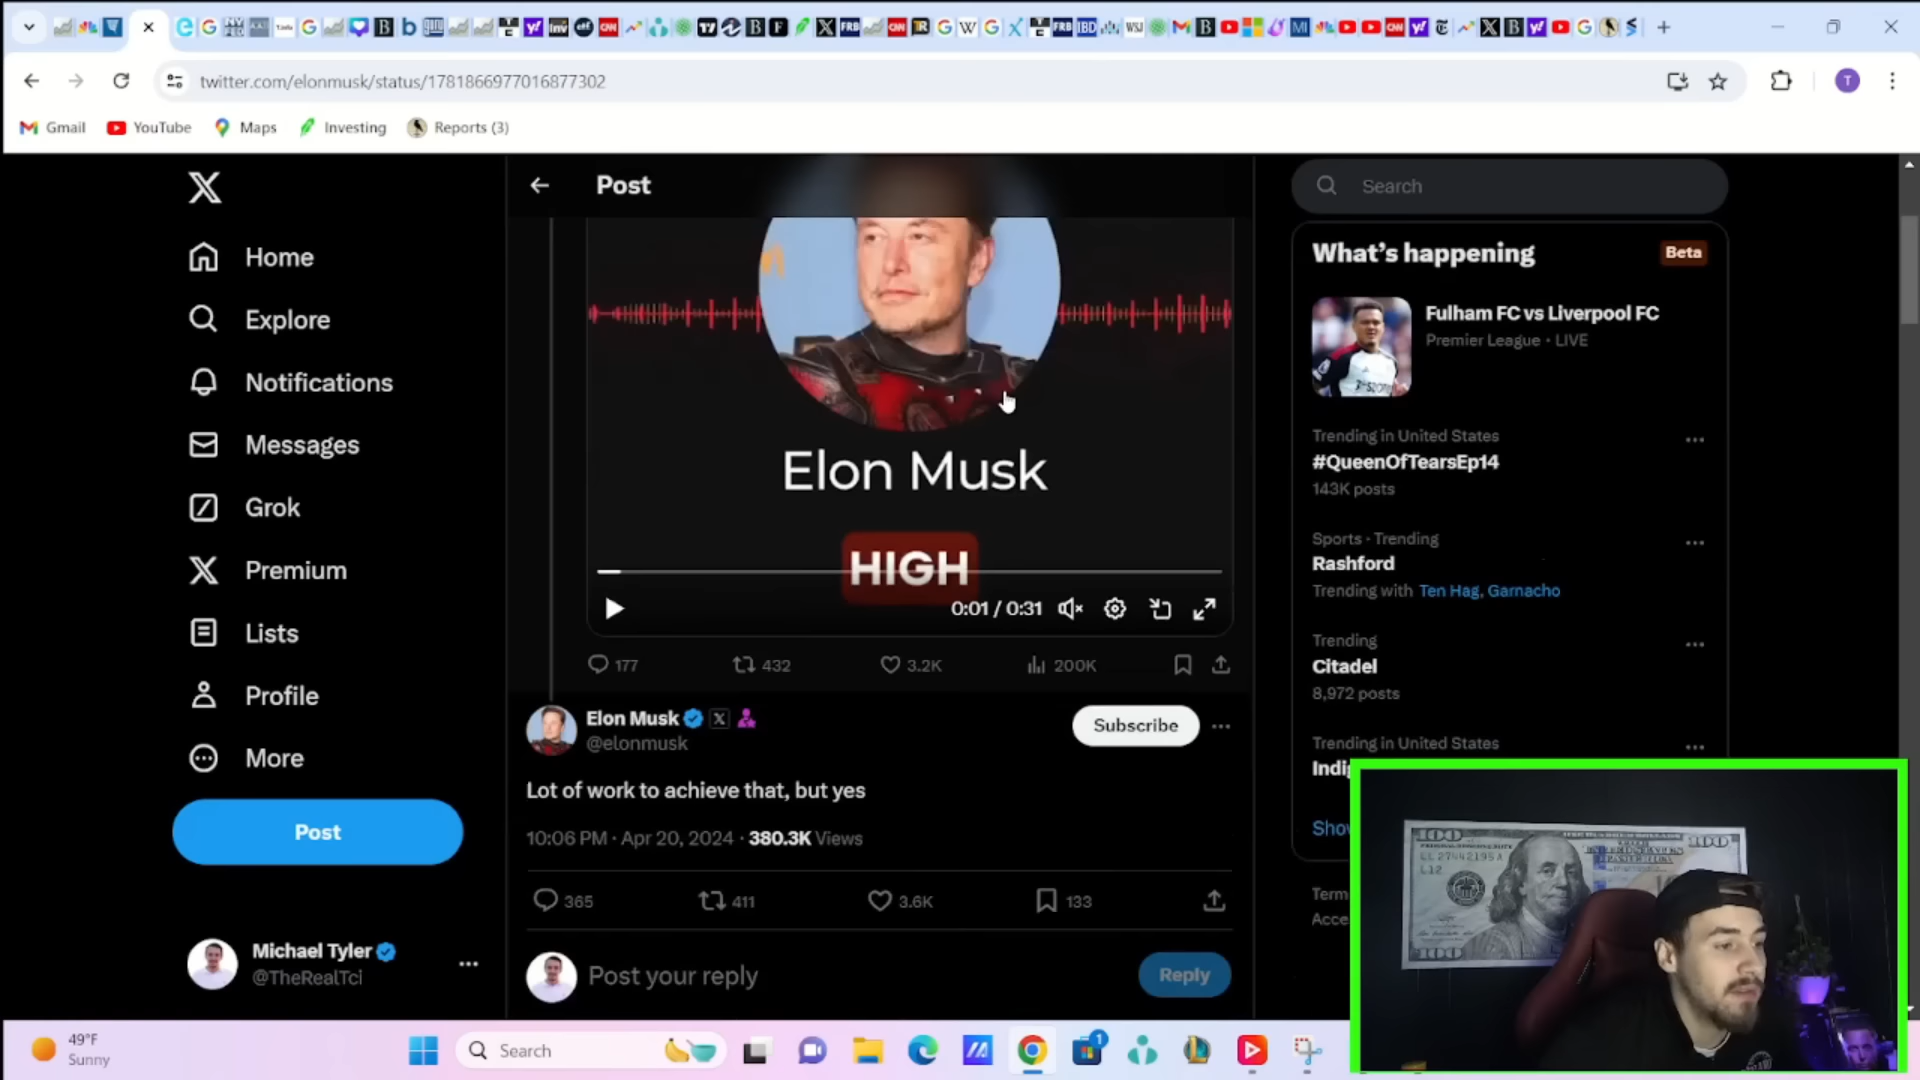 twitter.com/elonmusk/status/1781866977016877302
Gmail
YouTube
Maps
Investing
Reports (3)
Home
Explore
Notifications
Messages
Grok
Premium
Lists
Profile
More
Post
Michael Tyler
@TheRealTci
Post
Elon Musk
HIGH
0:01 / 0:31
177
432
3.2K
200K
Elon Musk
@elonmusk
Subscribe
Lot of work to achieve that, but yes
10:06 PM · Apr 20, 2024 · 380.3K Views
365
411
3.6K
133
Post your reply
Reply
Search
What's happening
Beta
Fulham FC vs Liverpool FC
Premier League · LIVE
Trending in United States
#QueenOfTearsEp14
143K posts
Sports · Trending
Rashford
Trending with Ten Hag, Garnacho
Trending
Citadel
8,972 posts
Trending in United States
49°F
Sunny
Search